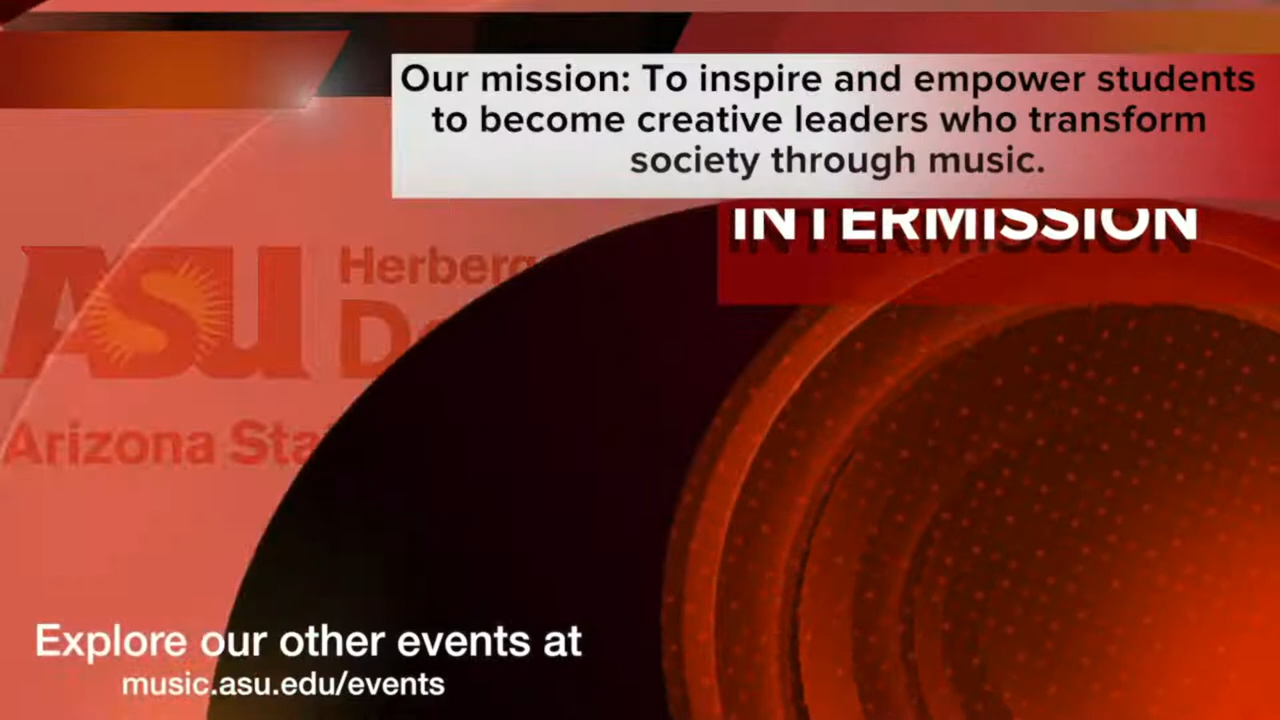 Our mission: To inspire and empower students
to become creative leaders who transform
society through music.
INTERMISSION
ASU
Arizona
Explore our other events at
music.asu.edu/events